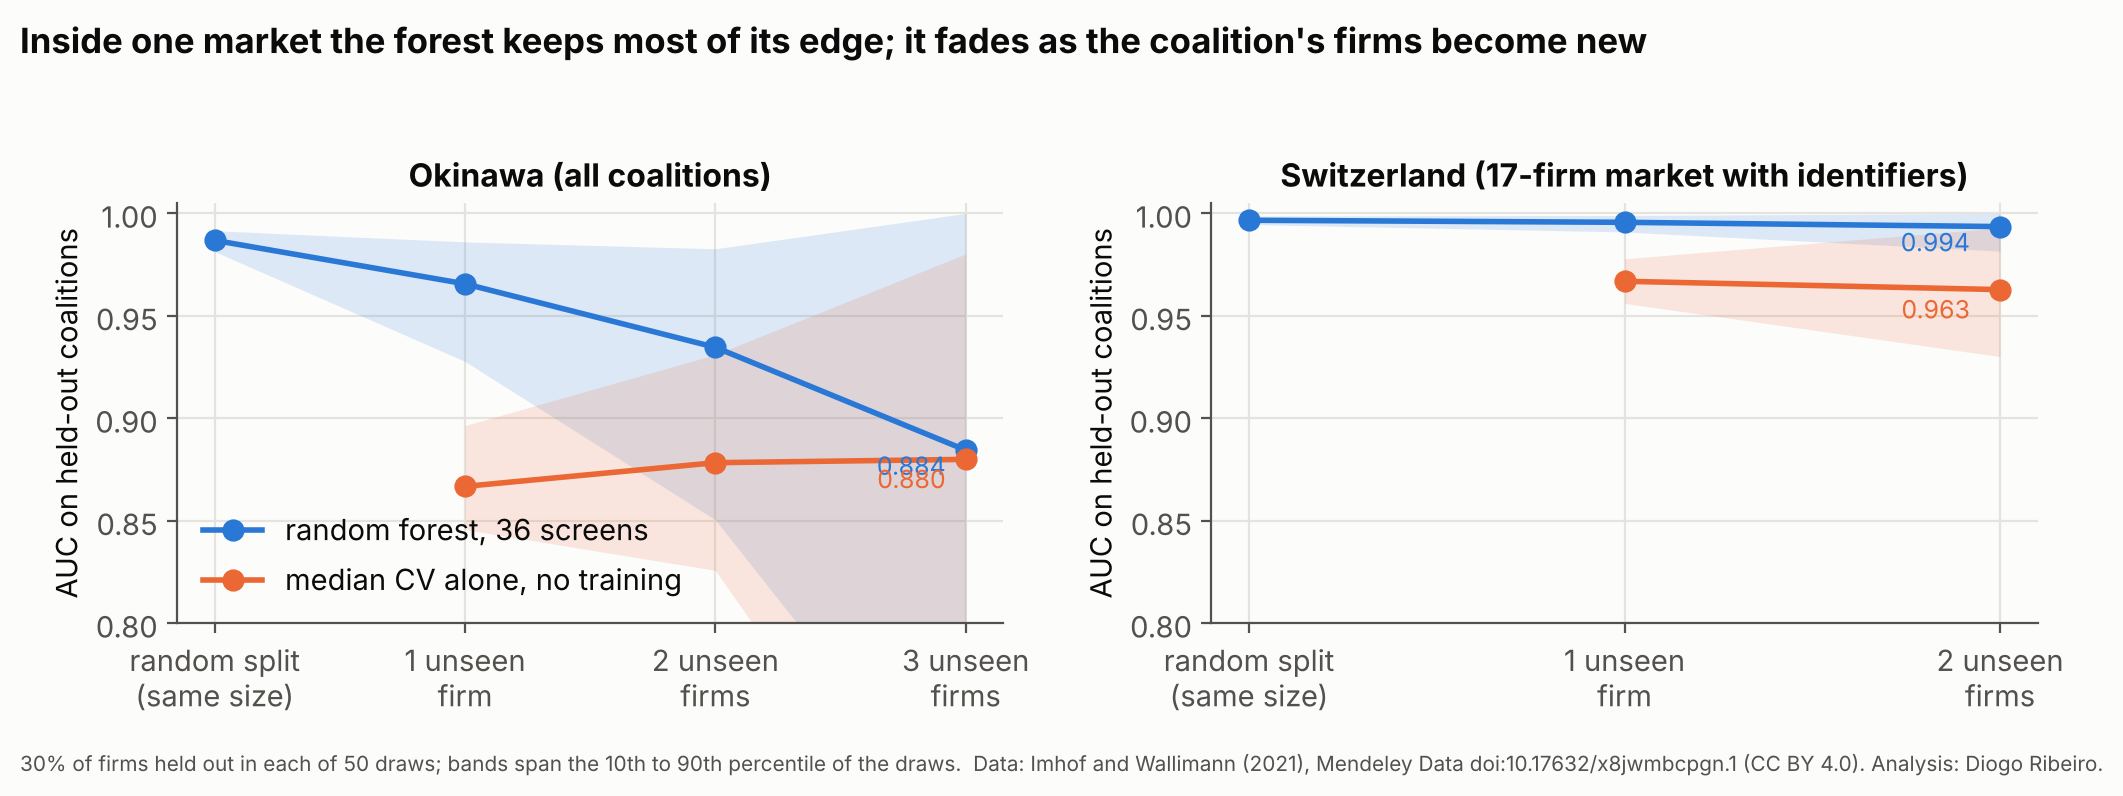 Inside one market the forest keeps most of its edge; it fades as the coalition's firms become new
Okinawa (all coalitions)
AUC on held-out coalitions
1.00
0.95
0.90
0.85
0.80
0.884
0.880
random forest, 36 screens
median CV alone, no training
random split
(same size)
1 unseen
firm
2 unseen
firms
3 unseen
firms
Switzerland (17-firm market with identifiers)
AUC on held-out coalitions
1.00
0.95
0.90
0.85
0.80
0.994
0.963
random split
(same size)
1 unseen
firm
2 unseen
firms
30% of firms held out in each of 50 draws; bands span the 10th to 90th percentile of the draws.  Data: Imhof and Wallimann (2021), Mendeley Data doi:10.17632/x8jwmbcpgn.1 (CC BY 4.0). Analysis: Diogo Ribeiro.